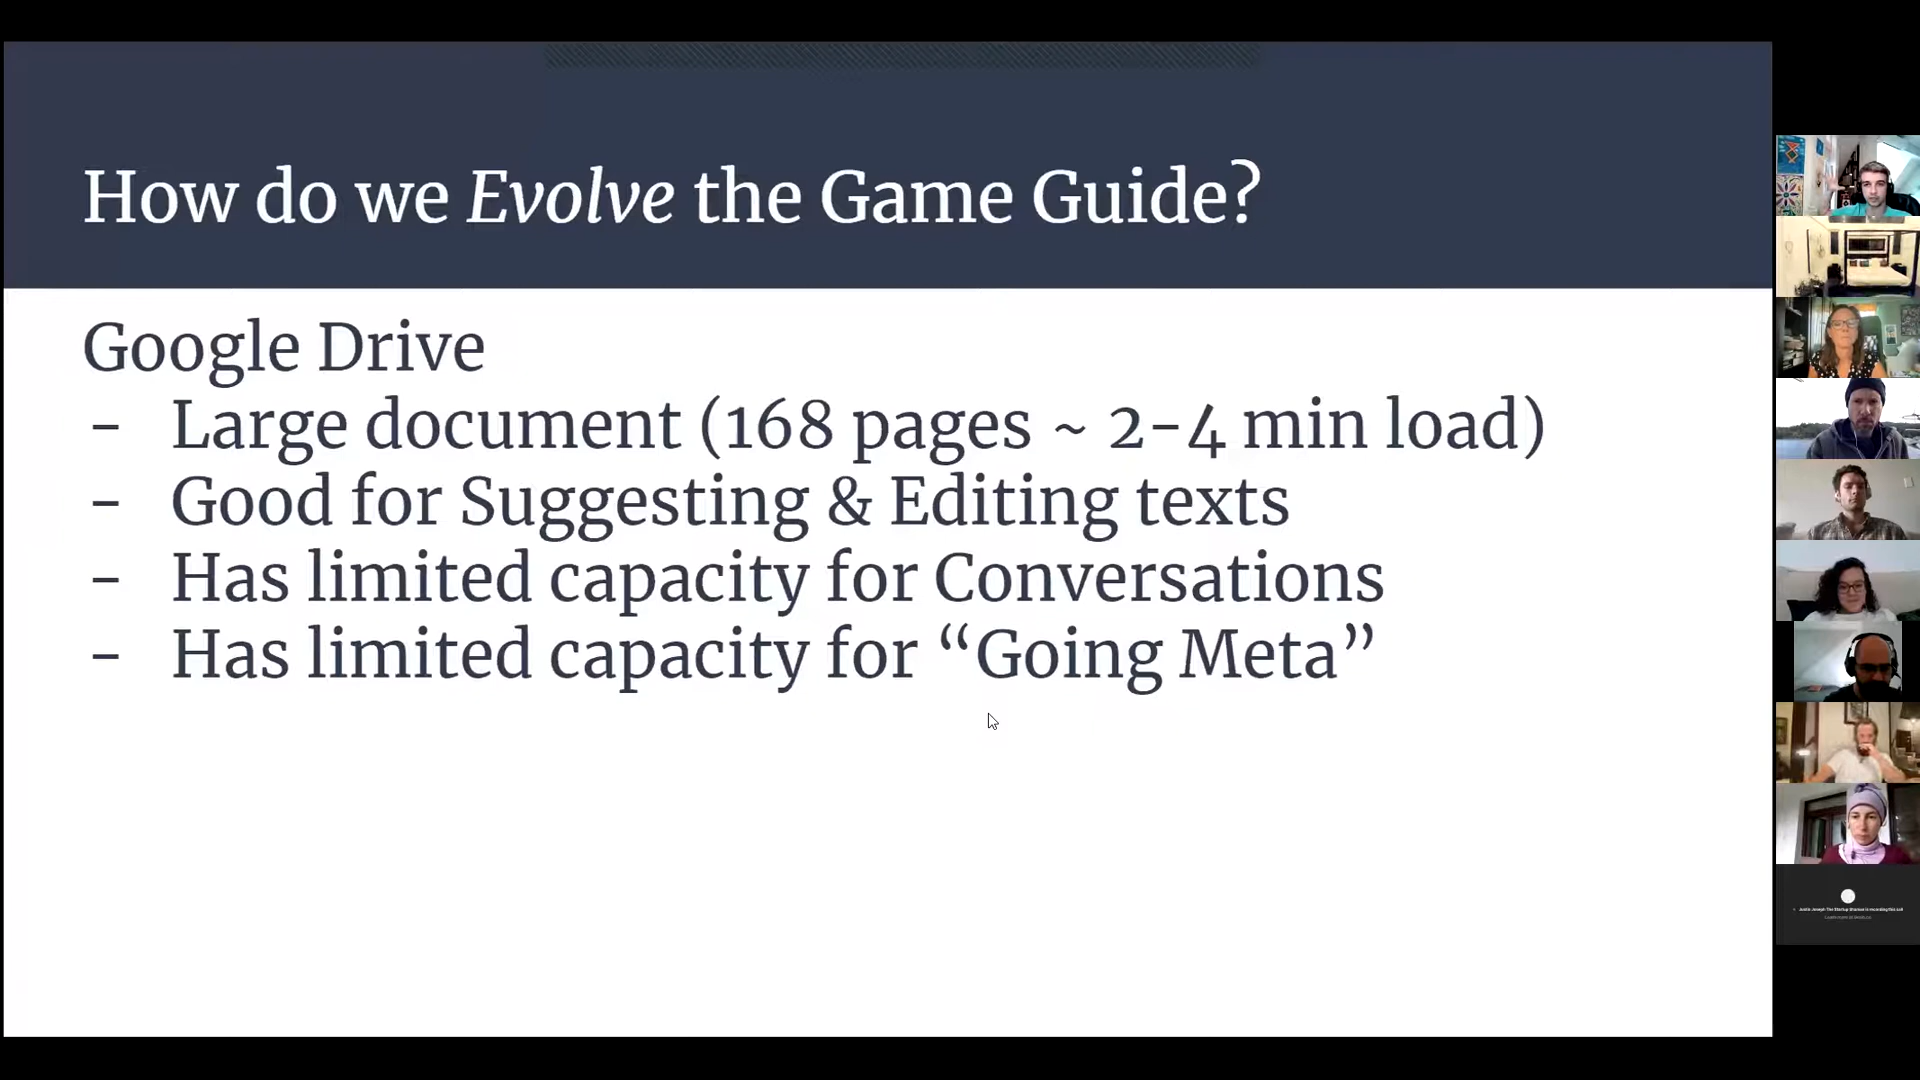 How do we Evolve the Game Guide?
Google Drive
- Large document (168 pages ~ 2-4 min load)
- Good for Suggesting & Editing texts
- Has limited capacity for Conversations
- Has limited capacity for “Going Meta”